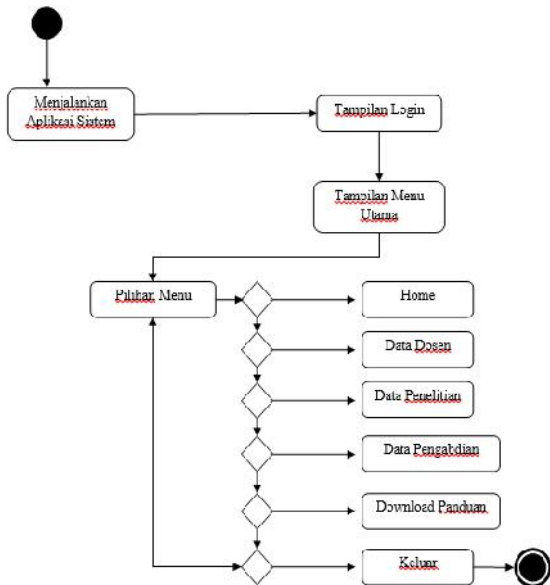 Menjalankan
Aplikasi Sistem
Tampilan Login
Tampilan Menu
Utama
Pilihan Menu
Home
Data Dosen
Data Penelitian
Data Pengabdian
Download Panduan
Keluar